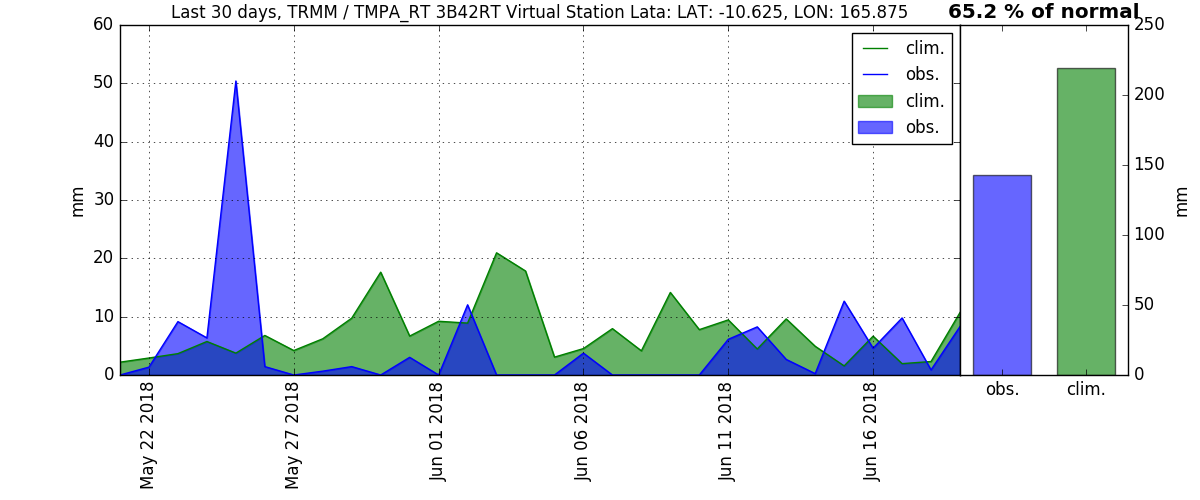 Last 30 days, TRMM / TMPA_RT 3B42RT Virtual Station Lata: LAT: -10.625, LON: 165.875
65.2 % of normal
60
50
40
30
20
10
0
mm
clim.
obs.
clim.
obs.
May 22 2018
May 27 2018
Jun 01 2018
Jun 06 2018
Jun 11 2018
Jun 16 2018
250
200
150
100
50
0
mm
obs.
clim.